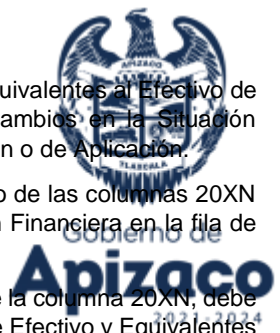 APIZACO
quivalentes al Efectivo de
ambios en la Situación
n o de Aplicación.
TLAXCALA
o de las columnas 20XN
n Financiera en la fila de
Gobierno de
Apizaco
2021-2024
e la columna 20XN, debe
e Efectivo y Equivalentes